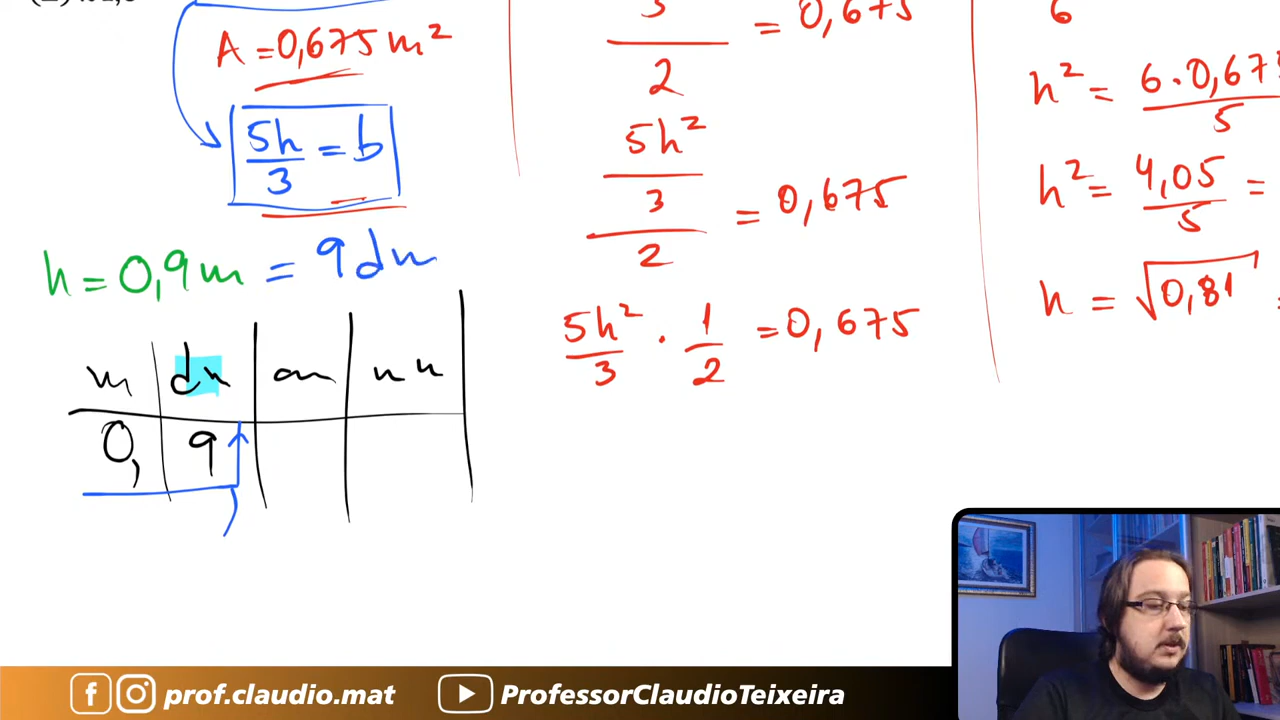 A = 0,675 m²
5h/3 = b
h = 0,9 m = 9 dm
m | dm | cm | mm
0, | 9
3
2
= 0,675
5h²
3
2
= 0,675
5h²/3 · 1/2 = 0,675
6
h² = 6 · 0,675/5
h² = 4,05/5 =
h = √0,81 =
prof.claudio.mat
ProfessorClaudioTeixeira